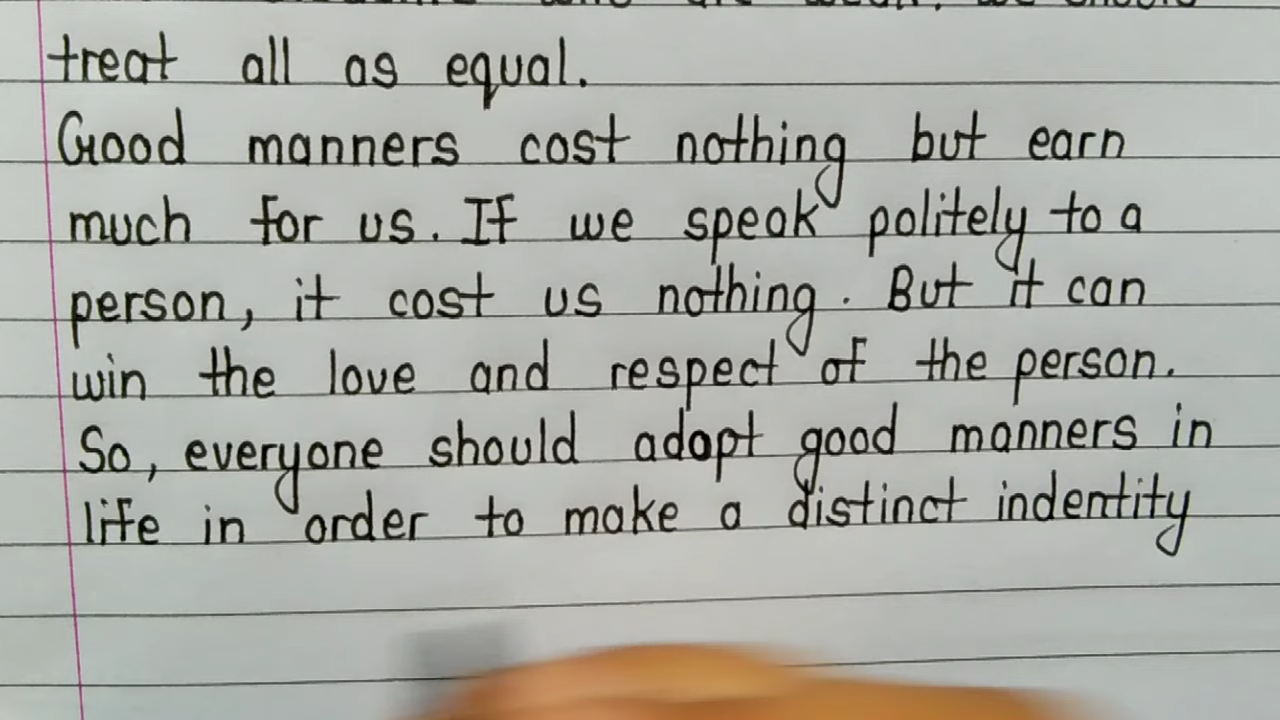 treat all as equal.
Good manners cost nothing but earn
much for us. If we speak politely to a
person, it cost us nothing. But it can
win the love and respect of the person.
So, everyone should adopt good manners in
life in order to make a distinct indentity